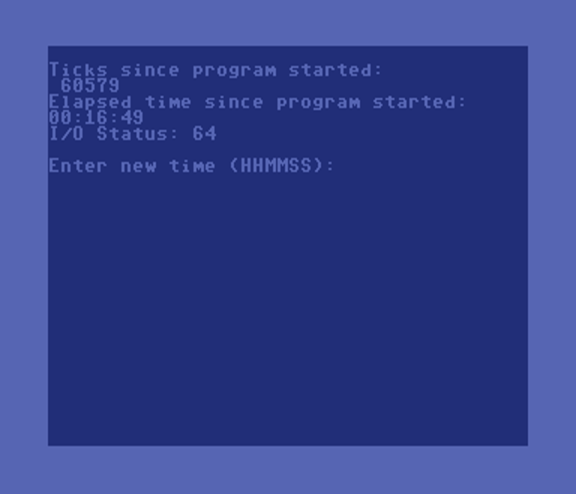 Ticks since program started:
60579
Elapsed time since program started:
00:16:49
I/O Status: 64
Enter new time (HHMMSS):